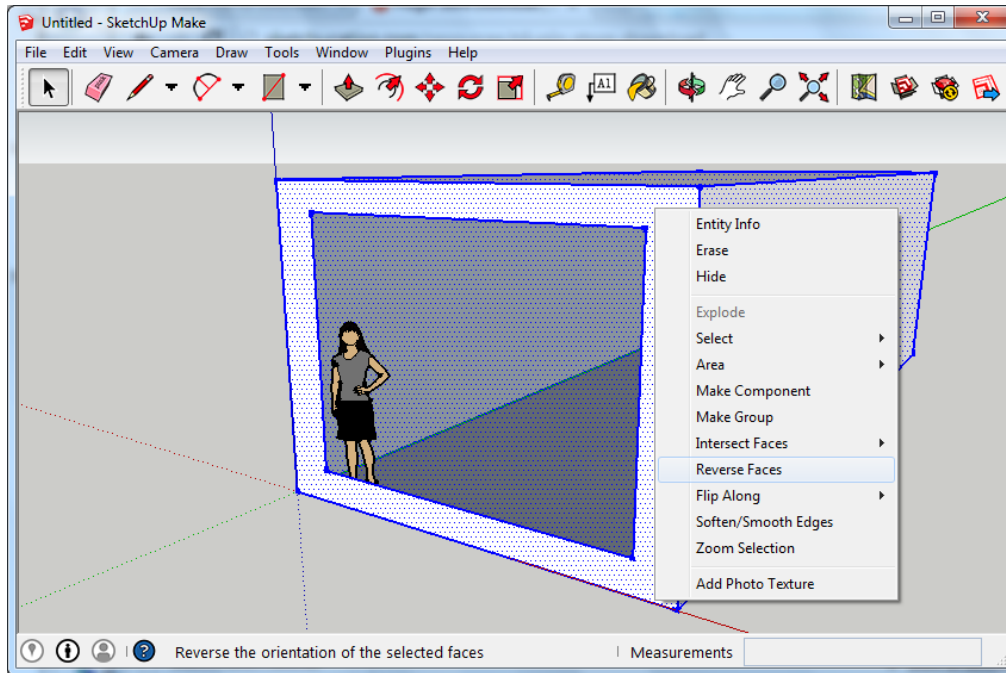 Untitled - SketchUp Make
File Edit View Camera Draw Tools Window Plugins Help
A1
Entity Info
Erase
Hide
Explode
Select
Area
Make Component
Make Group
Intersect Faces
Reverse Faces
Flip Along
Soften/Smooth Edges
Zoom Selection
Add Photo Texture
Reverse the orientation of the selected faces
Measurements